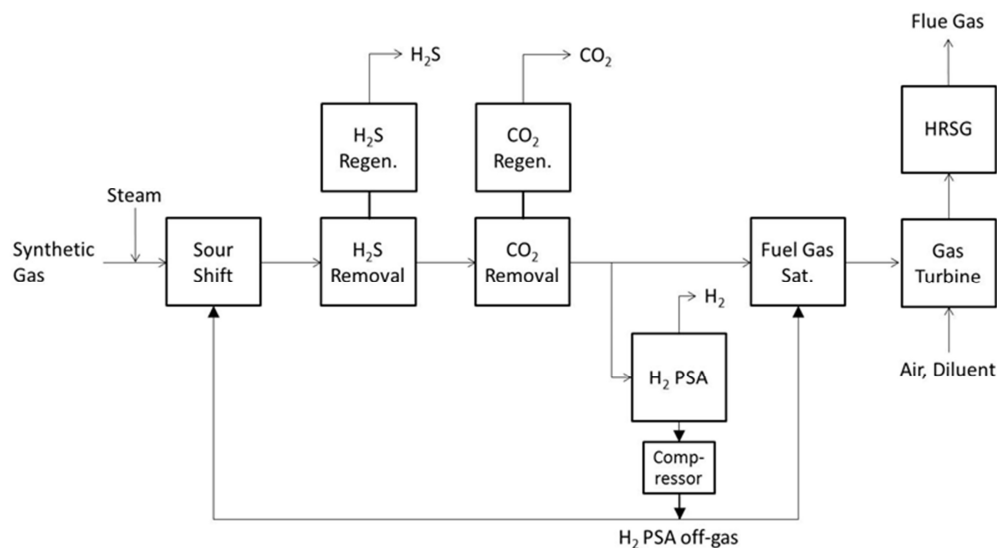 Flue Gas
H₂S
CO₂
H₂S
Regen.
CO₂
Regen.
HRSG
Steam
Synthetic
Gas
Sour
Shift
H₂S
Removal
CO₂
Removal
Fuel Gas
Sat.
Gas
Turbine
H₂
H₂ PSA
Air, Diluent
Comp-
ressor
H₂ PSA off-gas